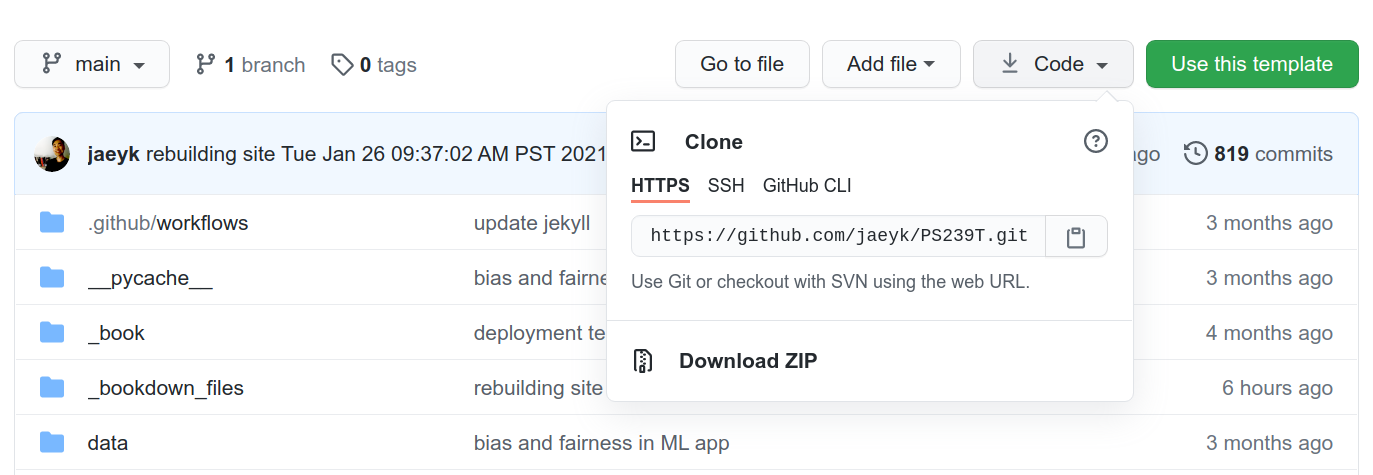 main 1 branch 0 tags Go to file Add file Code Use this template
jaeyk rebuilding site Tue Jan 26 09:37:02 AM PST 2021 ago 819 commits
Clone
HTTPS SSH GitHub CLI
https://github.com/jaeyk/PS239T.git
Use Git or checkout with SVN using the web URL.
Download ZIP
.github/workflows update jekyll 3 months ago
__pycache__ bias and fairne 3 months ago
_book deployment te 4 months ago
_bookdown_files rebuilding site 6 hours ago
data bias and fairness in ML app 3 months ago